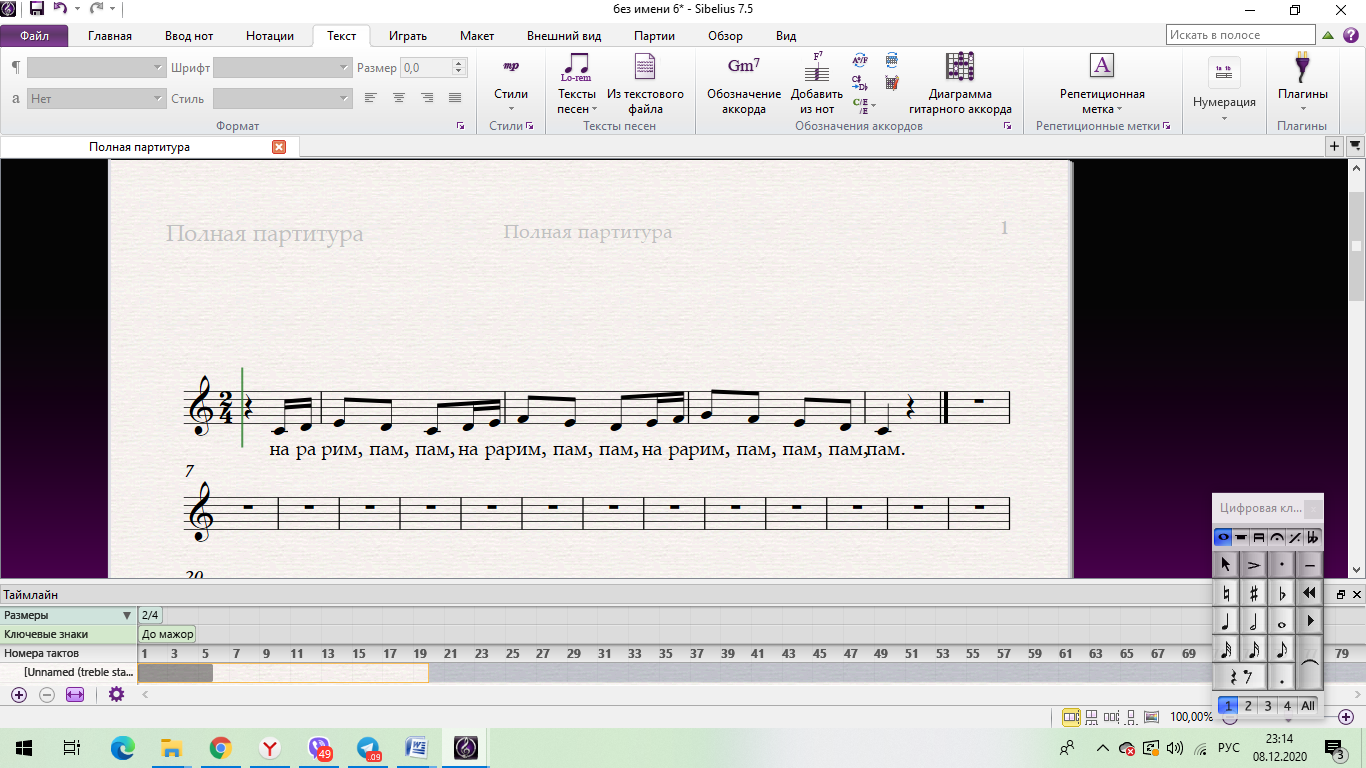 без имени 6* - Sibelius 7.5
Файл Главная Ввод нот Нотации Текст Играть Макет Внешний вид Партии Обзор Вид Искать в полосе
Шрифт Размер 0,0
a Нет Стиль
Формат
mp
Стили
Стили
Lo-rem
Тексты песен
Из текстового файла
Тексты песен
Gm7
Обозначение аккорда
F7
Добавить из нот
C/E
Диаграмма гитарного аккорда
Обозначения аккордов
A
Репетиционная метка
Репетиционные метки
1a 1b
Нумерация
Плагины
Плагины
Полная партитура
Полная партитура Полная партитура 1
2
4
на ра рим, пам, пам, на рарим, пам, пам, на рарим, пам, пам, пам,пам.
7
20
Цифровая кл...
1 2 3 4 All
Таймлайн
Размеры 2/4
Ключевые знаки До мажор
Номера тактов 1 3 5 7 9 11 13 15 17 19 21 23 25 27 29 31 33 35 37 39 41 43 45 47 49 51 53 55 57 59 61 63 65 67 69 79
[Unnamed (treble sta...
100,00%
49
.09
РУС
23:14
08.12.2020
3